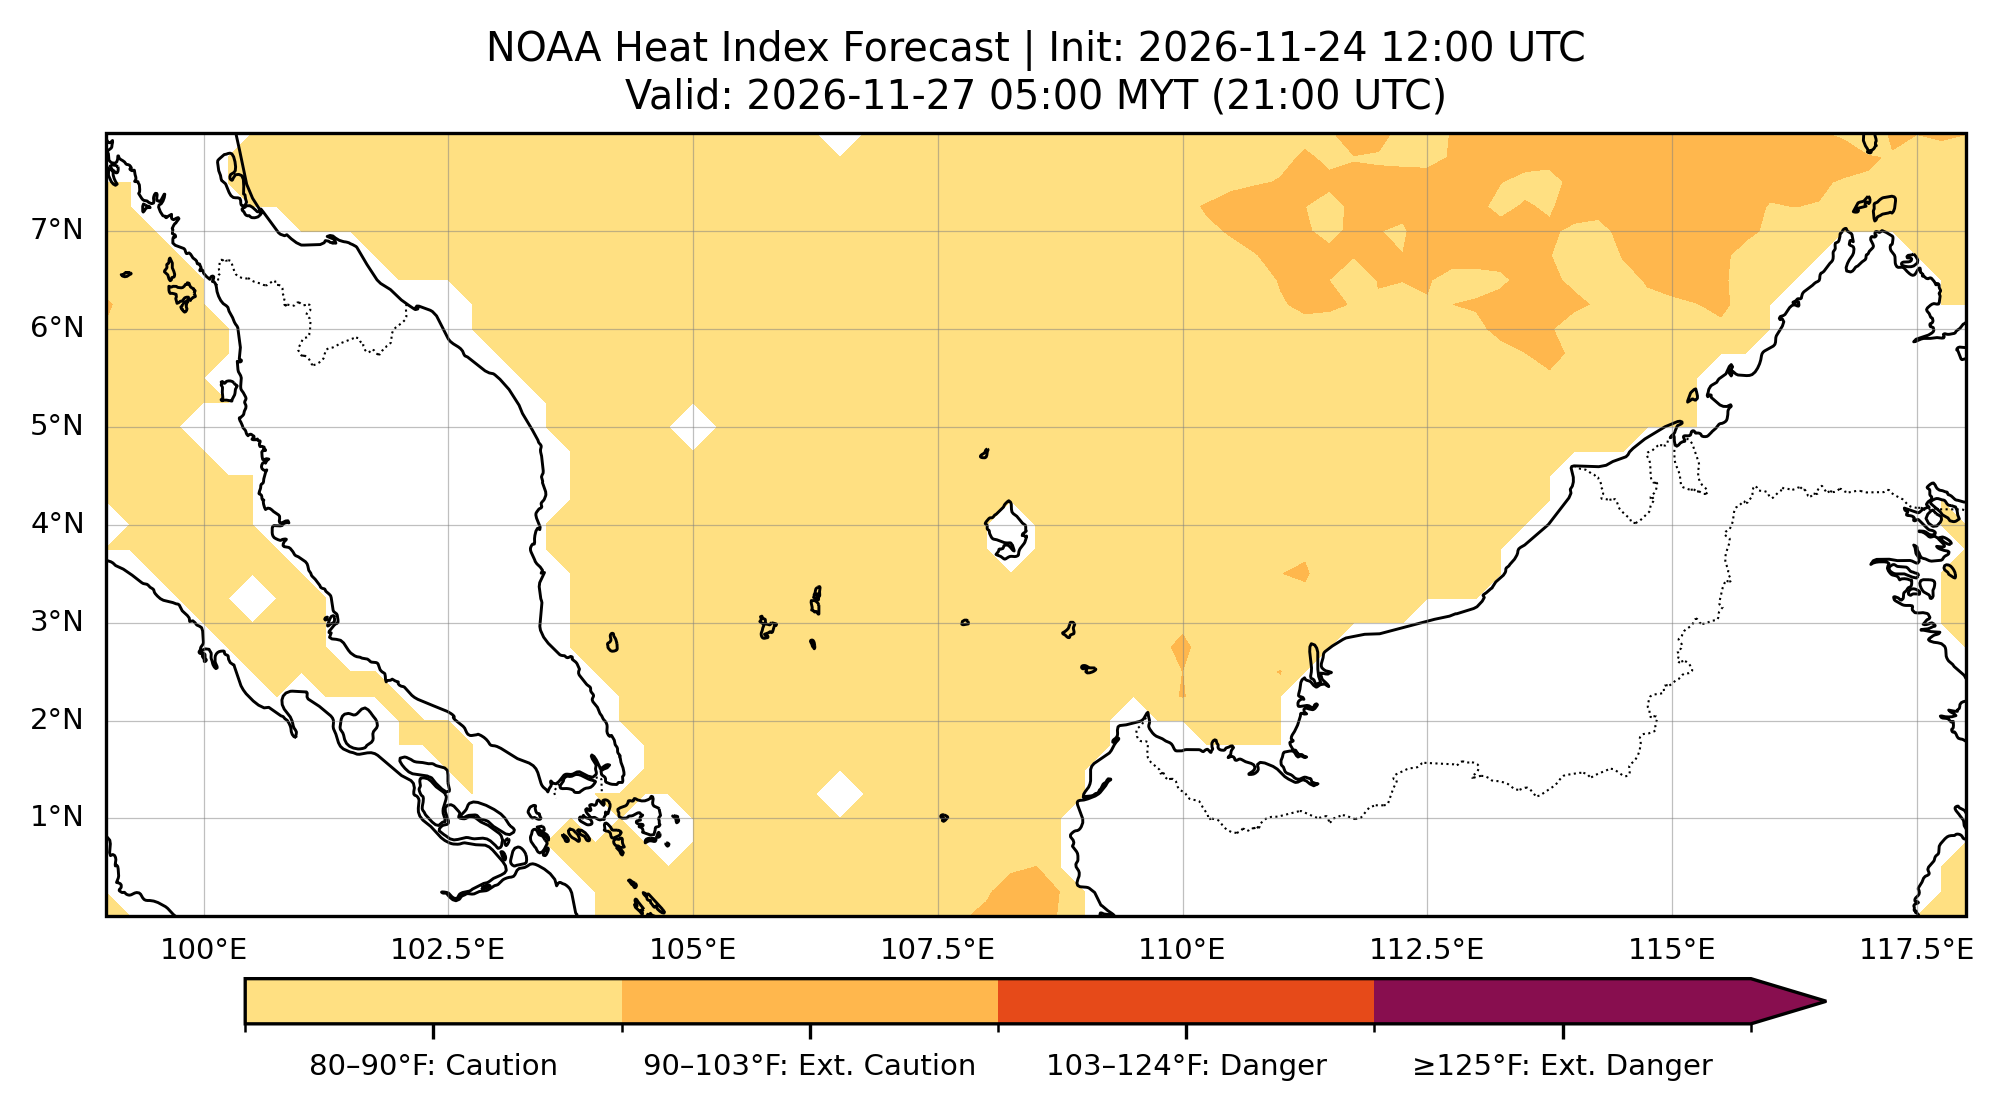 NOAA Heat Index Forecast | Init: 2026-11-24 12:00 UTC
Valid: 2026-11-27 05:00 MYT (21:00 UTC)
7°N
6°N
5°N
4°N
3°N
2°N
1°N
100°E 102.5°E 105°E 107.5°E 110°E 112.5°E 115°E 117.5°E
80–90°F: Caution 90–103°F: Ext. Caution 103–124°F: Danger ≥125°F: Ext. Danger